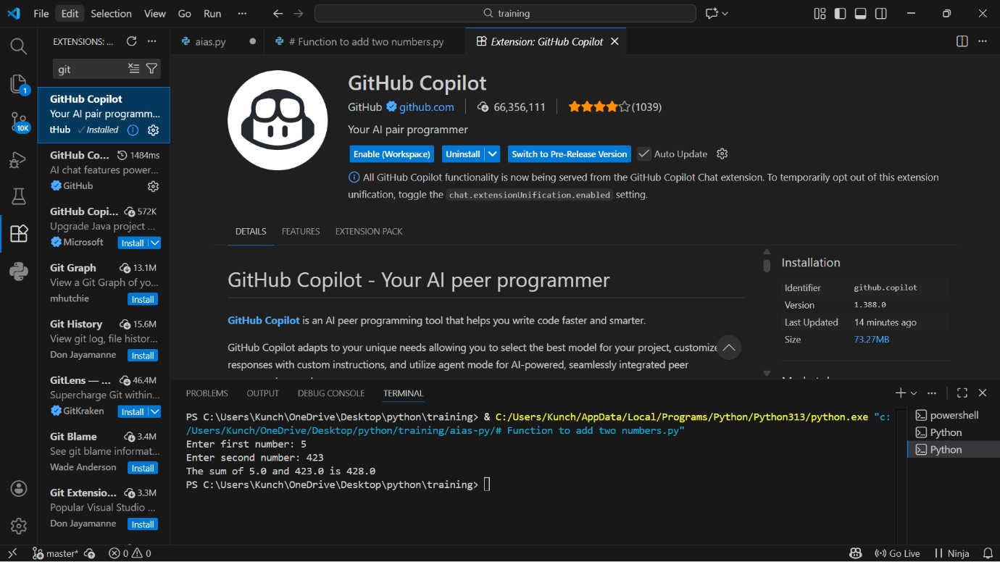 File Edit Selection View Go Run ···
training
EXTENSIONS: ...
git
GitHub Copilot
Your AI pair programm...
tHub ✓Installed
GitHub Co... 1484ms
AI chat features power...
GitHub
GitHub Copi... 572K
Upgrade Java project ...
Microsoft Install
Git Graph 13.1M
View a Git Graph of yo...
mhutchie Install
Git History 15.6M
View git log, file histor...
Don Jayamanne Install
GitLens — ... 46.4M
Supercharge Git within...
GitKraken Install
Git Blame 3.4M
See git blame informat...
Wade Anderson Install
Git Extensio... 3.3M
Popular Visual Studio ...
Don Jayamanne Install
1
10K
aias.py # Function to add two numbers.py Extension: GitHub Copilot
GitHub Copilot
GitHub github.com 66,356,111 (1039)
Your AI pair programmer
Enable (Workspace) Uninstall Switch to Pre-Release Version Auto Update
All GitHub Copilot functionality is now being served from the GitHub Copilot Chat extension. To temporarily opt out of this extension
unification, toggle the chat.extensionUnification.enabled setting.
DETAILS FEATURES EXTENSION PACK
GitHub Copilot - Your AI peer programmer
GitHub Copilot is an AI peer programming tool that helps you write code faster and smarter.
GitHub Copilot adapts to your unique needs allowing you to select the best model for your project, customize
responses with custom instructions, and utilize agent mode for AI-powered, seamlessly integrated peer
Installation
Identifier github.copilot
Version 1.388.0
Last Updated 14 minutes ago
Size 73.27MB
PROBLEMS OUTPUT DEBUG CONSOLE TERMINAL
PS C:\Users\Kunch\OneDrive\Desktop\python\training> & C:/Users/Kunch/AppData/Local/Programs/Python/Python313/python.exe "c:
/Users/Kunch/OneDrive/Desktop/python/training/aias-py/# Function to add two numbers.py"
Enter first number: 5
Enter second number: 423
The sum of 5.0 and 423.0 is 428.0
PS C:\Users\Kunch\OneDrive\Desktop\python\training>
powershell
Python
Python
master* 0 0 Go Live Ninja